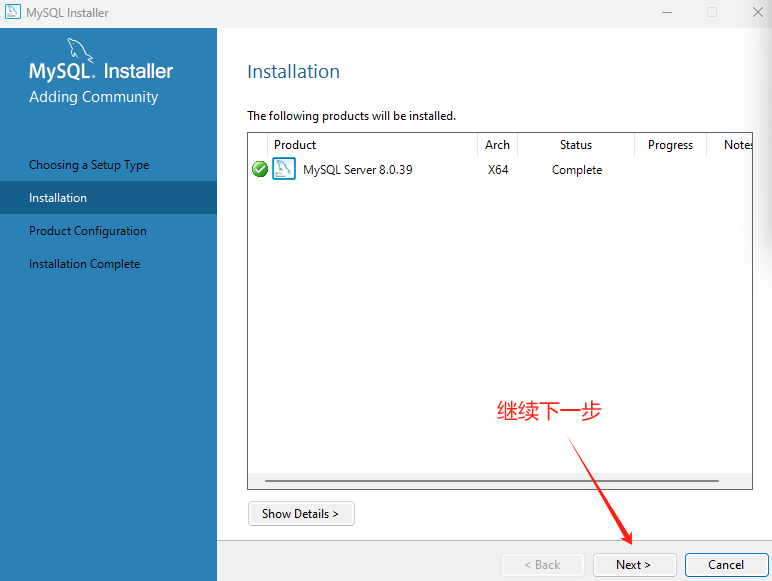 MySQL Installer
MySQL. Installer
Adding Community
Choosing a Setup Type
Installation
Product Configuration
Installation Complete
Installation
The following products will be installed.
Product Arch Status Progress Notes
MySQL Server 8.0.39 X64 Complete
继续下一步
Show Details >
< Back Next > Cancel